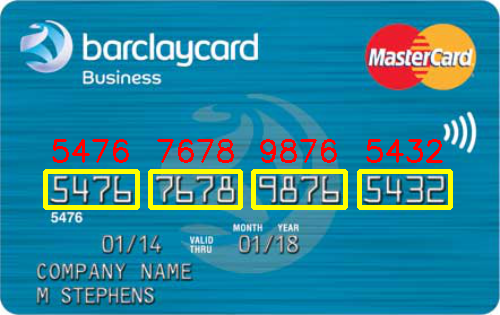 barclaycard
Business
MasterCard
5476 7678 9876 5432
5476 7678 9876 5432
5476
MONTH YEAR
01/14 VALID THRU 01/18
COMPANY NAME
M STEPHENS